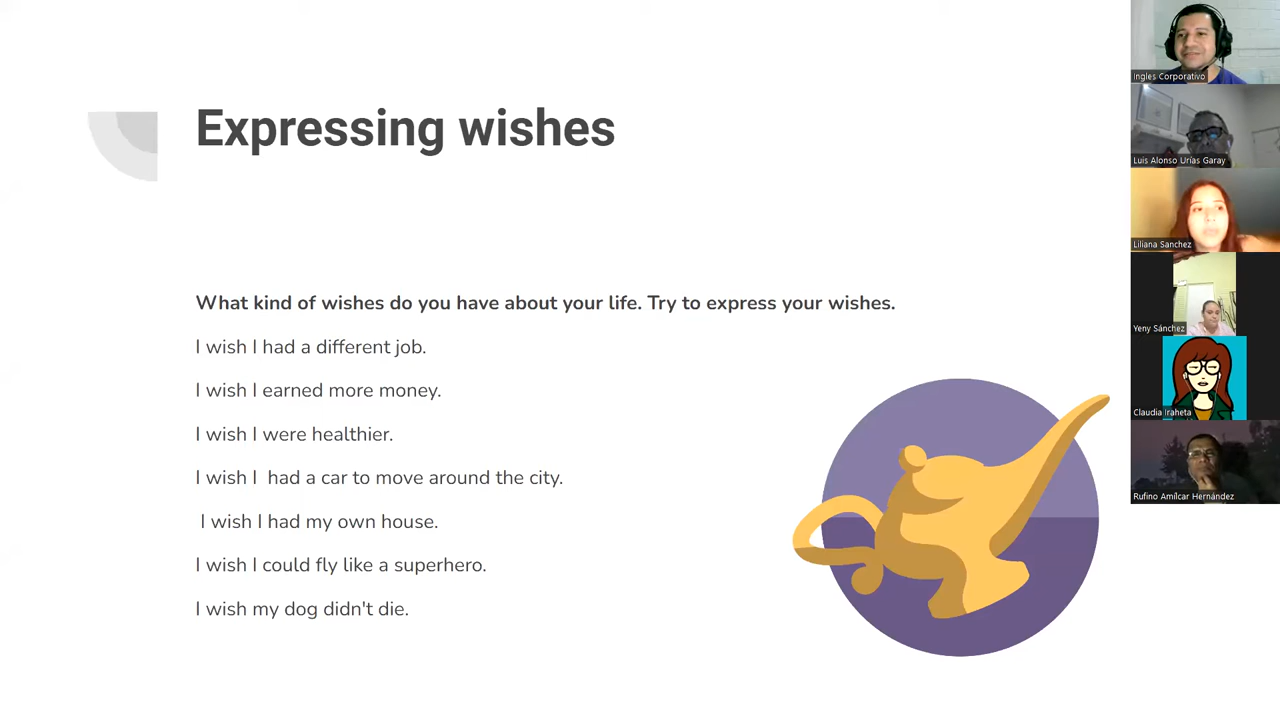 Expressing wishes
What kind of wishes do you have about your life. Try to express your wishes.
I wish I had a different job.
I wish I earned more money.
I wish I were healthier.
I wish I  had a car to move around the city.
I wish I had my own house.
I wish I could fly like a superhero.
I wish my dog didn't die.
Ingles Corporativo
Luis Alonso Urías Garay
Liliana Sanchez
Yeny Sánchez
Claudia Iraheta
Rufino Amílcar Hernández